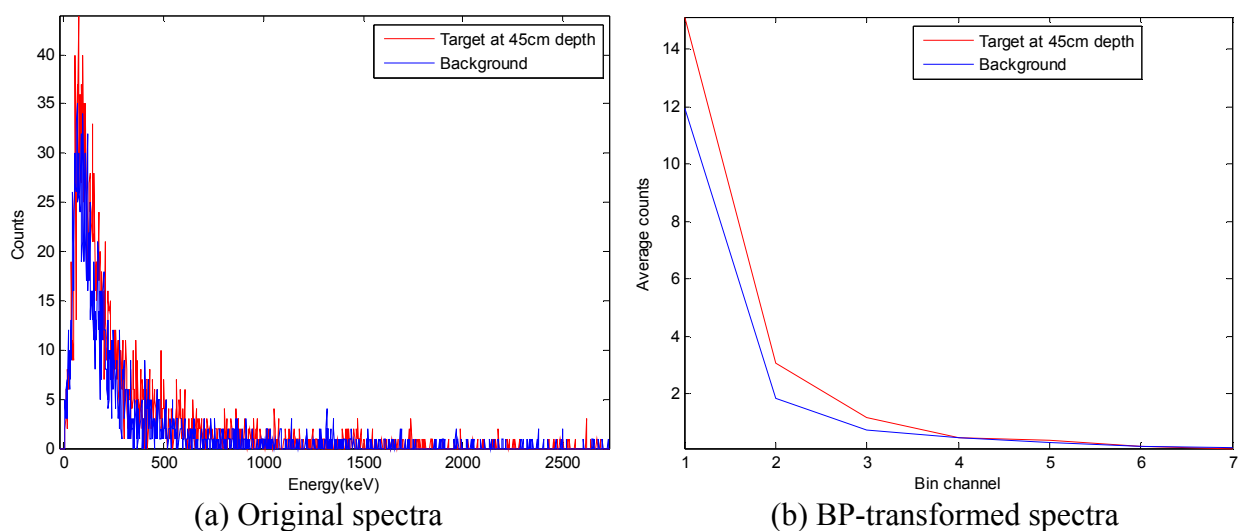 40
35
30
25
20
15
10
5
0
Counts
0 500 1000 1500 2000 2500
Energy(keV)
Target at 45cm depth
Background
(a) Original spectra
14
12
10
8
6
4
2
Average counts
1 2 3 4 5 6 7
Bin channel
Target at 45cm depth
Background
(b) BP-transformed spectra